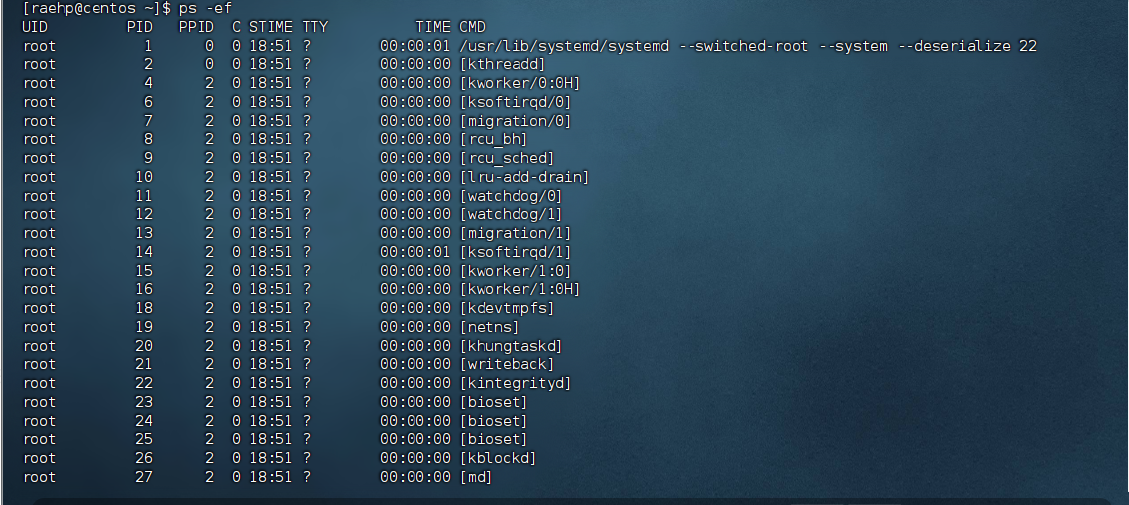 [raehp@centos ~]$ ps -ef
UID        PID  PPID  C STIME TTY          TIME CMD
root         1     0  0 18:51 ?        00:00:01 /usr/lib/systemd/systemd --switched-root --system --deserialize 22
root         2     0  0 18:51 ?        00:00:00 [kthreadd]
root         4     2  0 18:51 ?        00:00:00 [kworker/0:0H]
root         6     2  0 18:51 ?        00:00:00 [ksoftirqd/0]
root         7     2  0 18:51 ?        00:00:00 [migration/0]
root         8     2  0 18:51 ?        00:00:00 [rcu_bh]
root         9     2  0 18:51 ?        00:00:00 [rcu_sched]
root        10     2  0 18:51 ?        00:00:00 [lru-add-drain]
root        11     2  0 18:51 ?        00:00:00 [watchdog/0]
root        12     2  0 18:51 ?        00:00:00 [watchdog/1]
root        13     2  0 18:51 ?        00:00:00 [migration/1]
root        14     2  0 18:51 ?        00:00:01 [ksoftirqd/1]
root        15     2  0 18:51 ?        00:00:00 [kworker/1:0]
root        16     2  0 18:51 ?        00:00:00 [kworker/1:0H]
root        18     2  0 18:51 ?        00:00:00 [kdevtmpfs]
root        19     2  0 18:51 ?        00:00:00 [netns]
root        20     2  0 18:51 ?        00:00:00 [khungtaskd]
root        21     2  0 18:51 ?        00:00:00 [writeback]
root        22     2  0 18:51 ?        00:00:00 [kintegrityd]
root        23     2  0 18:51 ?        00:00:00 [bioset]
root        24     2  0 18:51 ?        00:00:00 [bioset]
root        25     2  0 18:51 ?        00:00:00 [bioset]
root        26     2  0 18:51 ?        00:00:00 [kblockd]
root        27     2  0 18:51 ?        00:00:00 [md]